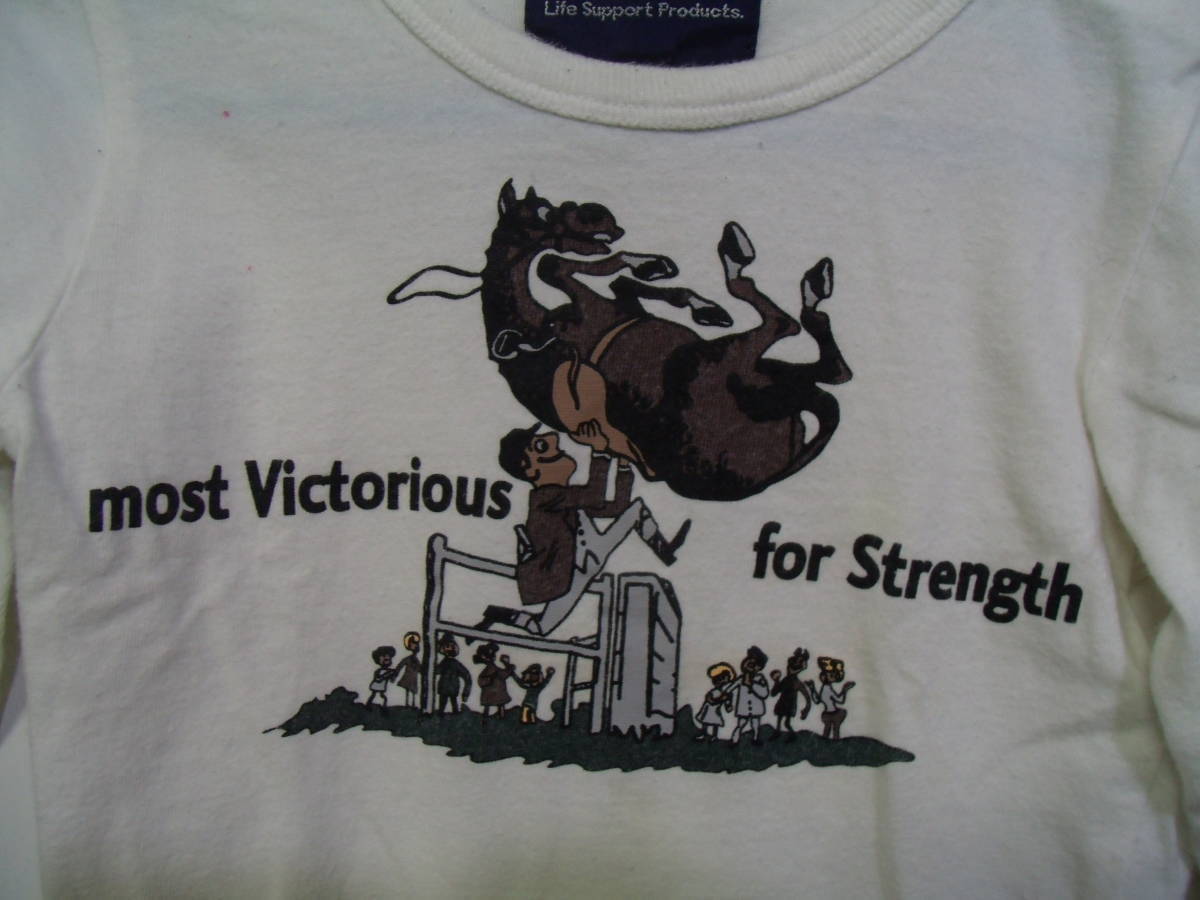 Life Support Products.
most Victorious
for Strength